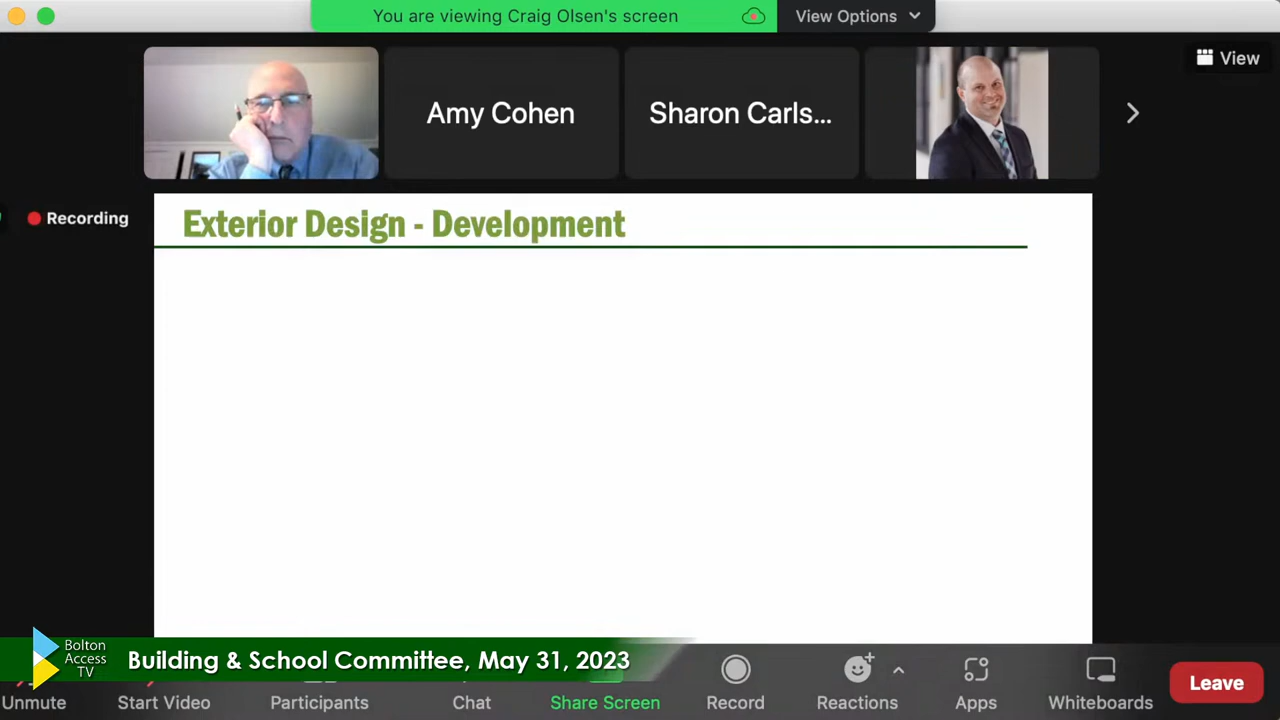 You are viewing Craig Olsen's screen
View Options
View
Amy Cohen
Sharon Carls...
Recording
Exterior Design - Development
Bolton
Access
TV
Building & School Committee, May 31, 2023
Unmute
Start Video
Participants
Chat
Share Screen
Record
Reactions
Apps
Whiteboards
Leave